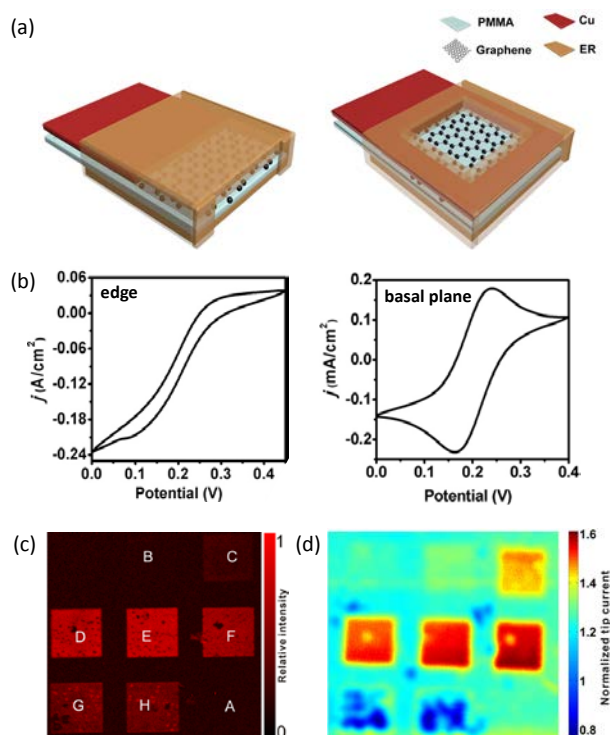 (a)
PMMA
Cu
Graphene
ER
(b)
edge
0.06
0.00
-0.06
-0.12
-0.18
-0.24
j (A/cm²)
0.0 0.1 0.2 0.3 0.4
Potential (V)
basal plane
0.2
0.1
0.0
-0.1
-0.2
j (mA/cm²)
0.0 0.1 0.2 0.3 0.4
Potential (V)
(c)
B C
D E F
G H A
1
0
Relative intensity
(d)
1.6
1.4
1.2
1
0.8
Normalized tip current